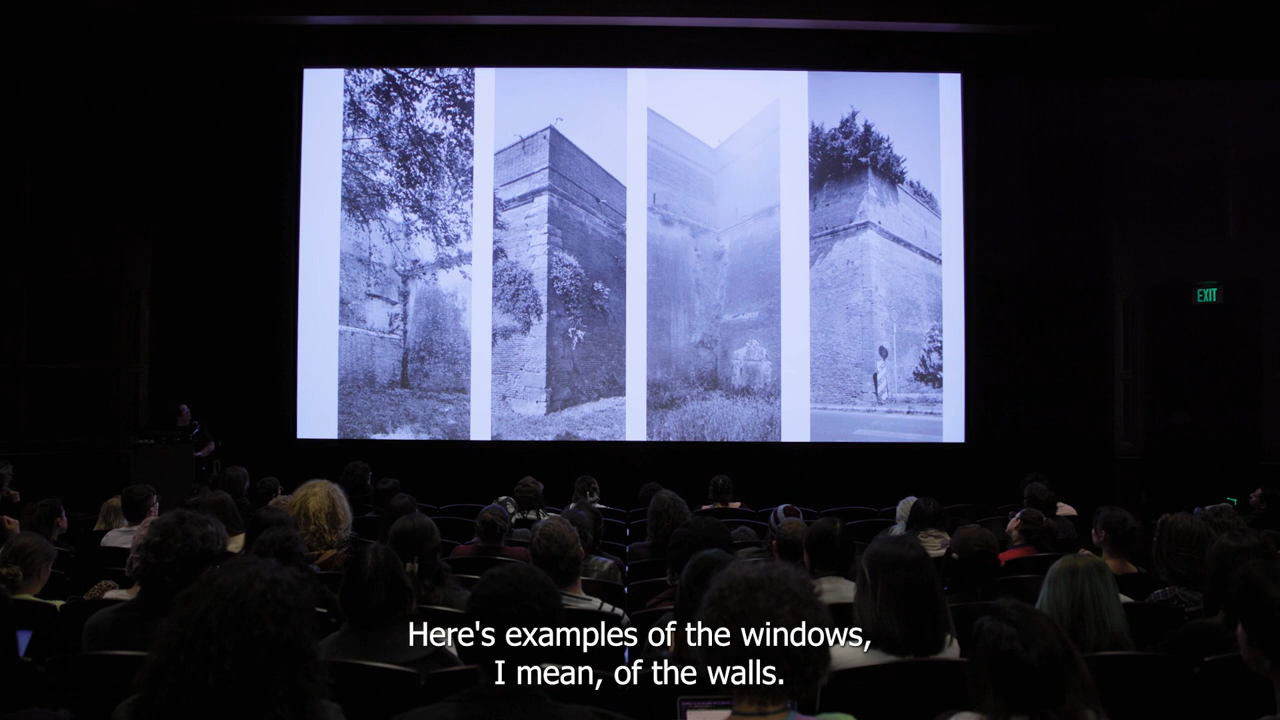 EXIT
Here's examples of the windows,
I mean, of the walls.